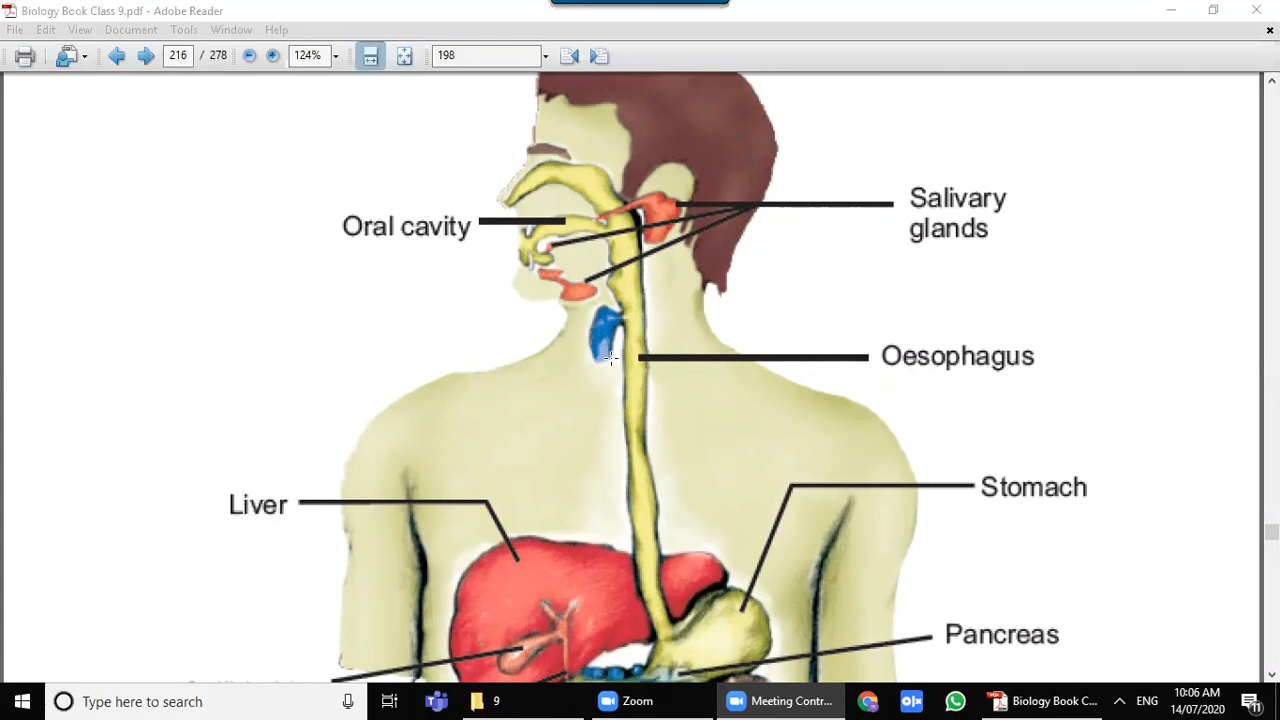 Biology Book Class 9.pdf - Adobe Reader
File Edit View Document Tools Window Help
216 / 278 124% 198
Salivary
glands
Oral cavity
Oesophagus
Stomach
Liver
Pancreas
Type here to search
9
Zoom
Meeting Contr...
Biology Book C...
ENG
10:06 AM
14/07/2020
11